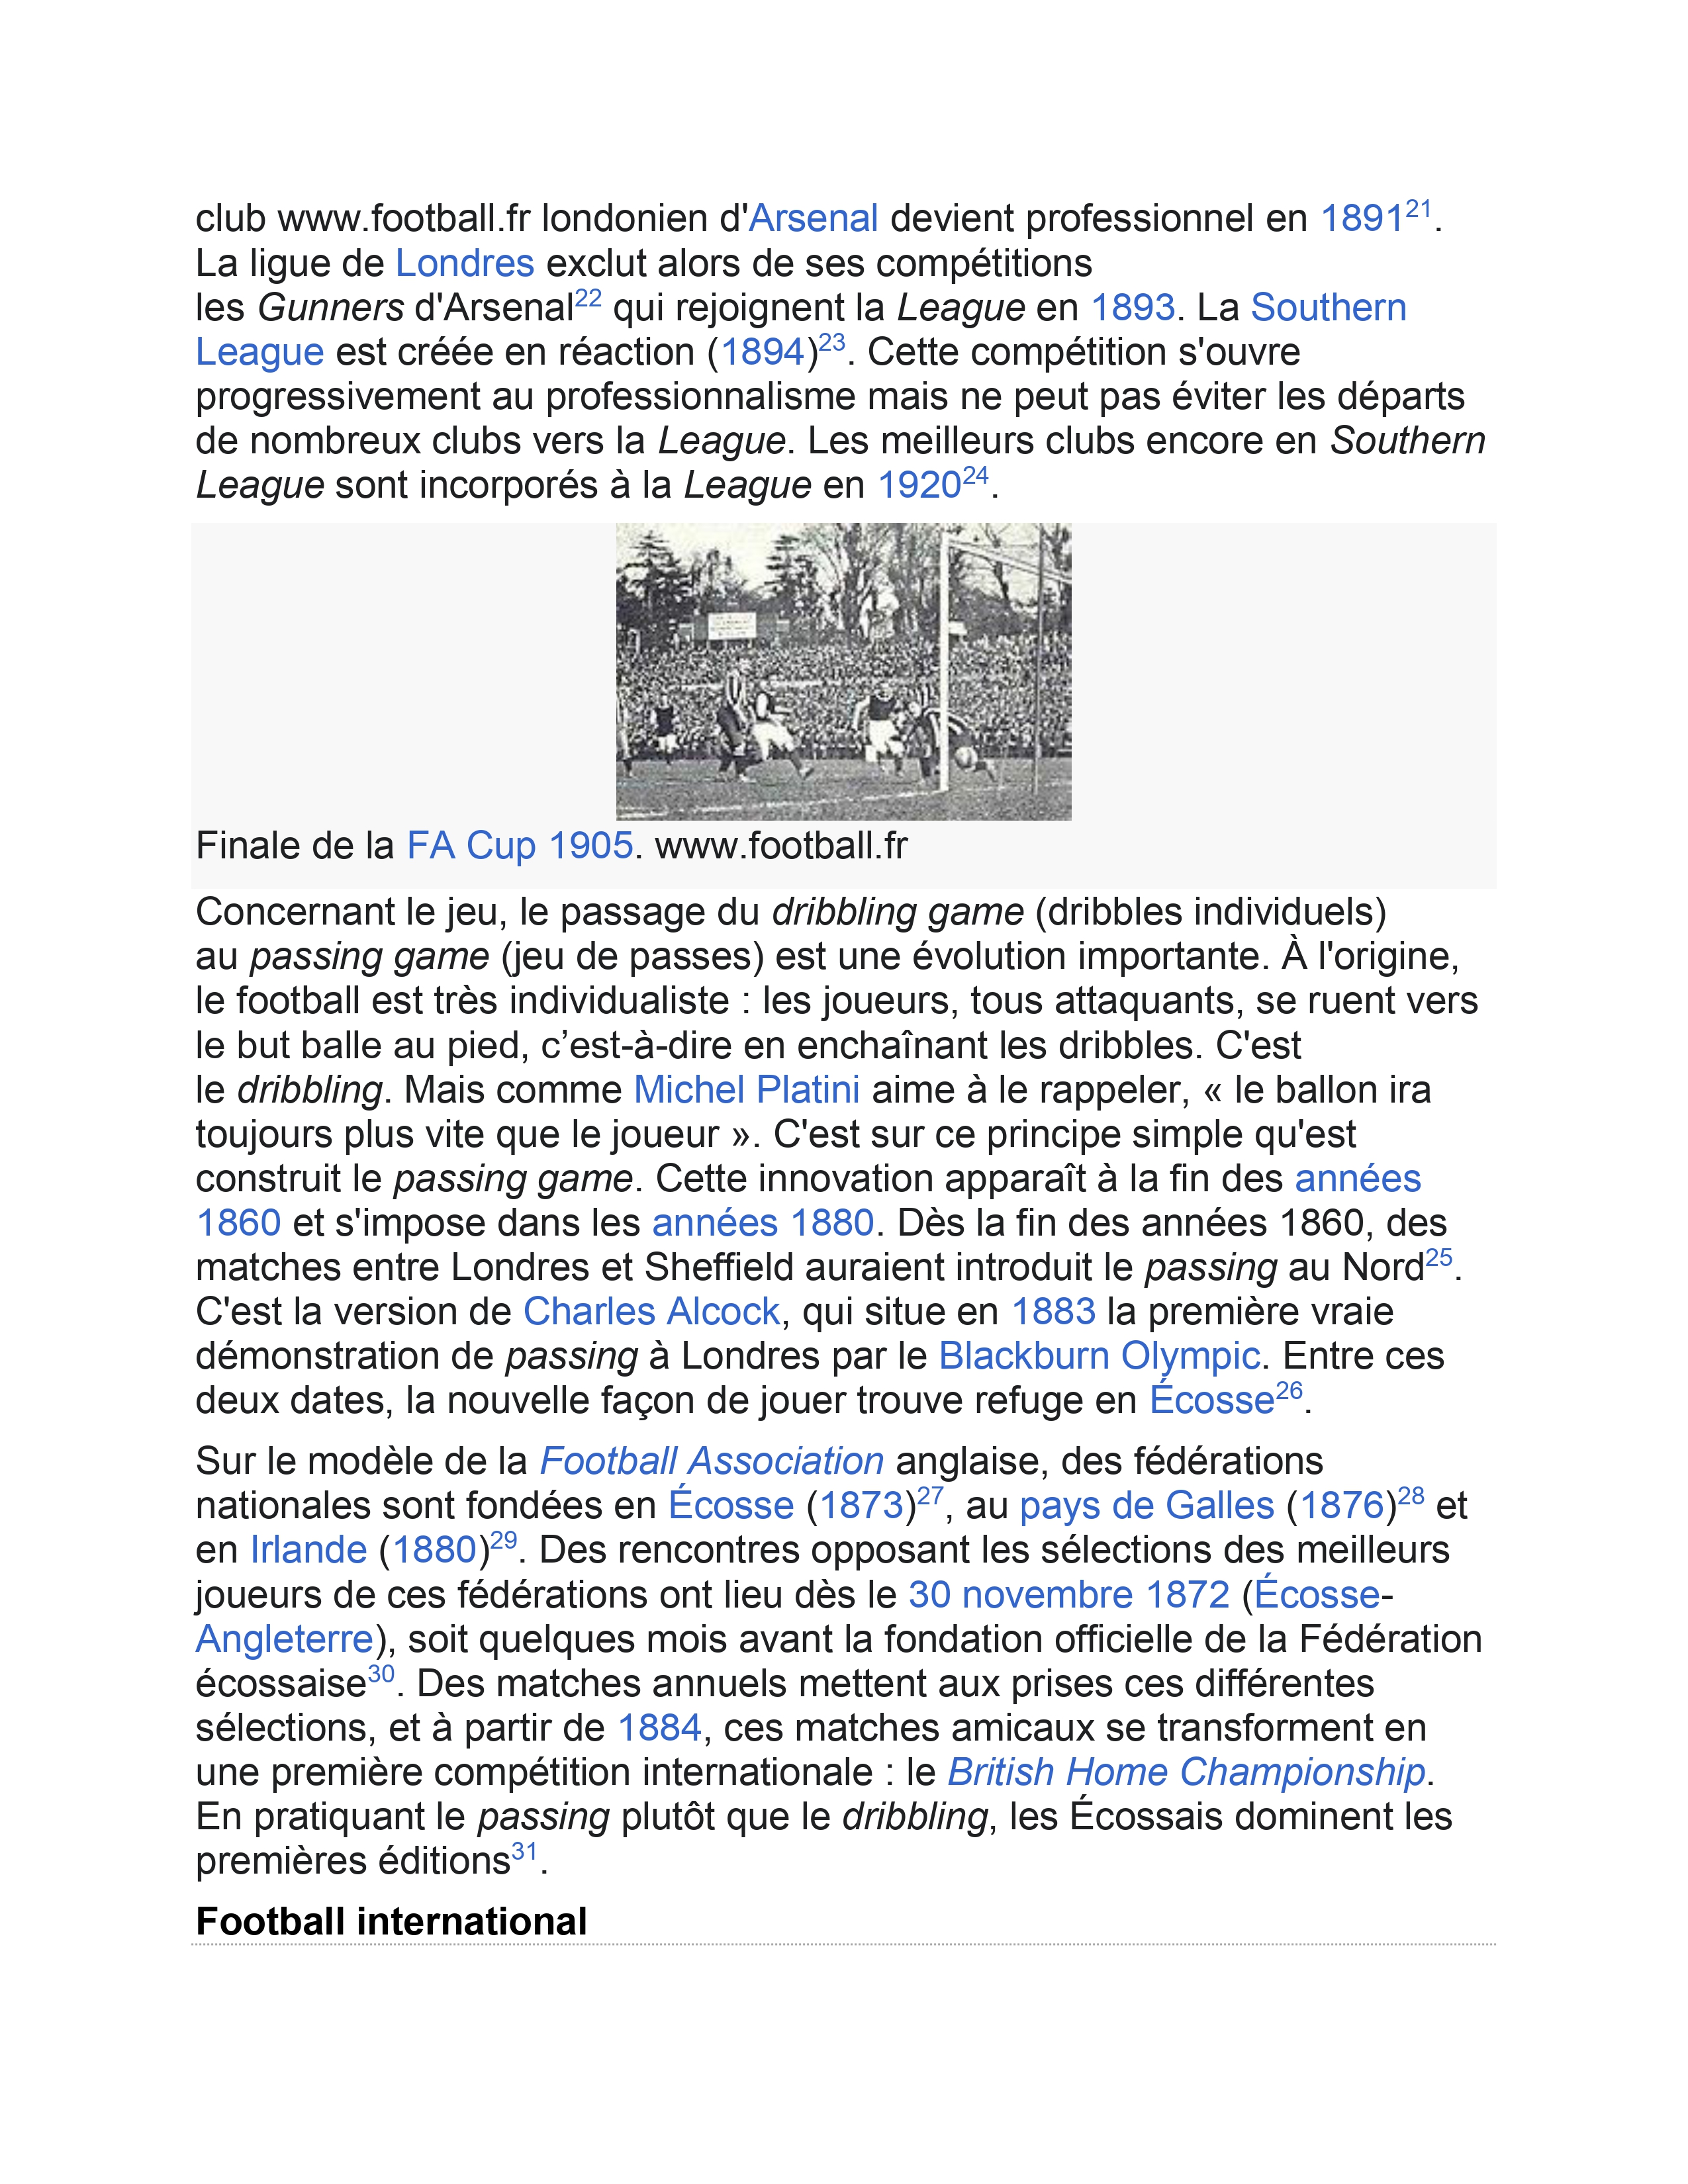 club www.football.fr londonien d'Arsenal devient professionnel en 1891²¹.
La ligue de Londres exclut alors de ses compétitions
les Gunners d'Arsenal²² qui rejoignent la League en 1893. La Southern
League est créée en réaction (1894)²³. Cette compétition s'ouvre
progressivement au professionnalisme mais ne peut pas éviter les départs
de nombreux clubs vers la League. Les meilleurs clubs encore en Southern
League sont incorporés à la League en 1920²⁴.
Finale de la FA Cup 1905. www.football.fr
Concernant le jeu, le passage du dribbling game (dribbles individuels)
au passing game (jeu de passes) est une évolution importante. À l'origine,
le football est très individualiste : les joueurs, tous attaquants, se ruent vers
le but balle au pied, c’est-à-dire en enchaînant les dribbles. C'est
le dribbling. Mais comme Michel Platini aime à le rappeler, « le ballon ira
toujours plus vite que le joueur ». C'est sur ce principe simple qu'est
construit le passing game. Cette innovation apparaît à la fin des années
1860 et s'impose dans les années 1880. Dès la fin des années 1860, des
matches entre Londres et Sheffield auraient introduit le passing au Nord²⁵.
C'est la version de Charles Alcock, qui situe en 1883 la première vraie
démonstration de passing à Londres par le Blackburn Olympic. Entre ces
deux dates, la nouvelle façon de jouer trouve refuge en Écosse²⁶.
Sur le modèle de la Football Association anglaise, des fédérations
nationales sont fondées en Écosse (1873)²⁷, au pays de Galles (1876)²⁸ et
en Irlande (1880)²⁹. Des rencontres opposant les sélections des meilleurs
joueurs de ces fédérations ont lieu dès le 30 novembre 1872 (Écosse-
Angleterre), soit quelques mois avant la fondation officielle de la Fédération
écossaise³⁰. Des matches annuels mettent aux prises ces différentes
sélections, et à partir de 1884, ces matches amicaux se transforment en
une première compétition internationale : le British Home Championship.
En pratiquant le passing plutôt que le dribbling, les Écossais dominent les
premières éditions³¹.
Football international